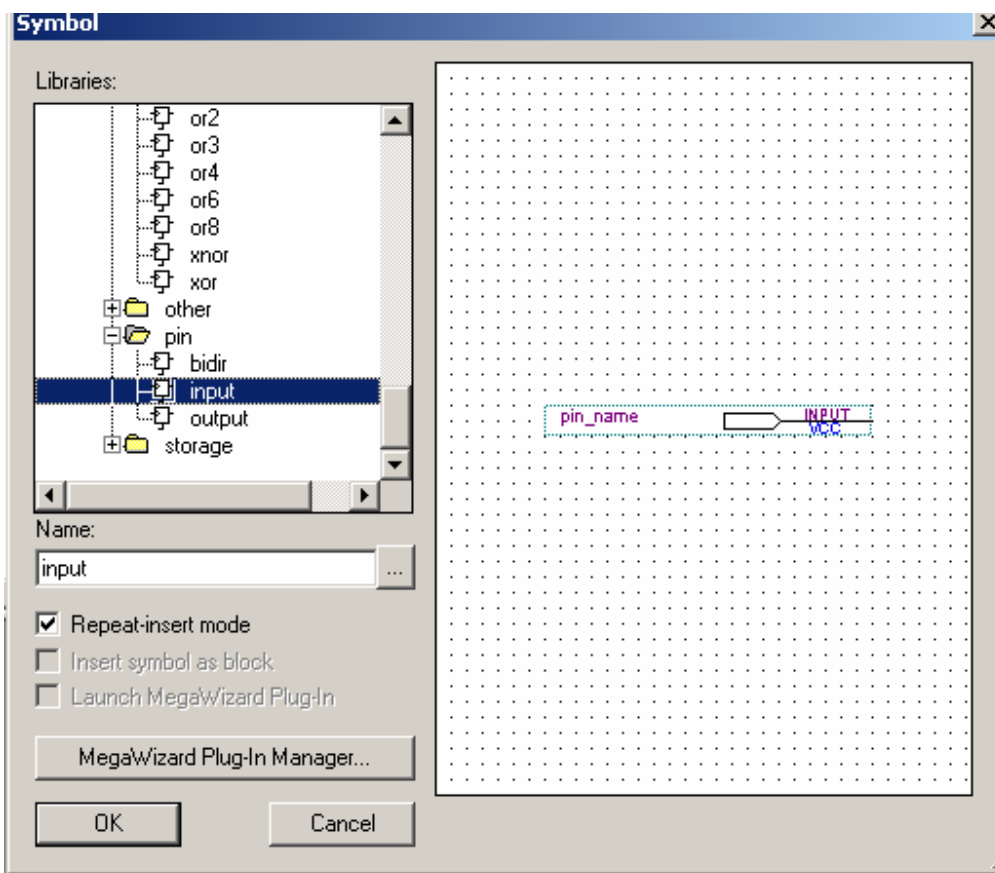 Symbol
Libraries:
or2
or3
or4
or6
or8
xnor
xor
other
pin
bidir
input
output
storage
Name:
input
...
Repeat-insert mode
Insert symbol as block
Launch MegaWizard Plug-In
MegaWizard Plug-In Manager...
OK Cancel
pin_name INPUT
VCC